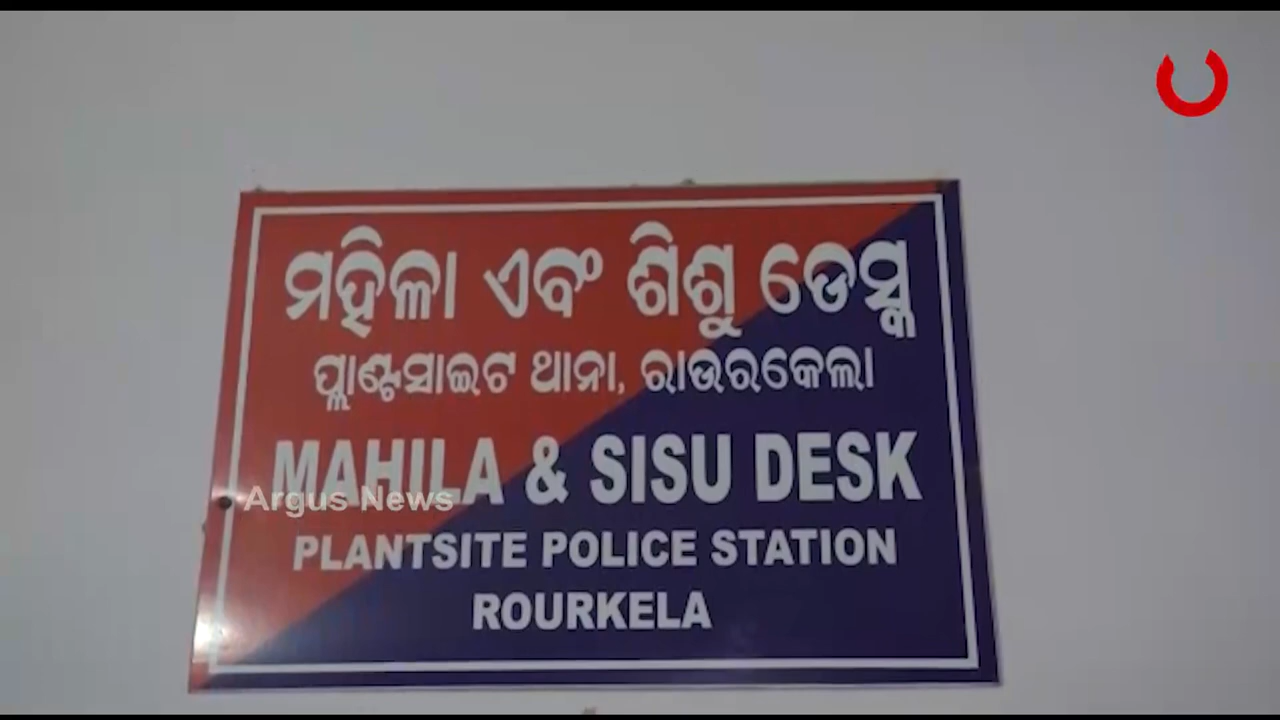 ମହିଳା ଏବଂ ଶିଶୁ ଡେସ୍କ
ପ୍ଲାଣ୍ଟସାଇଟ ଥାନା, ରାଉରକେଲା
MAHILA & SISU DESK
Argus News
PLANTSITE POLICE STATION
ROURKELA